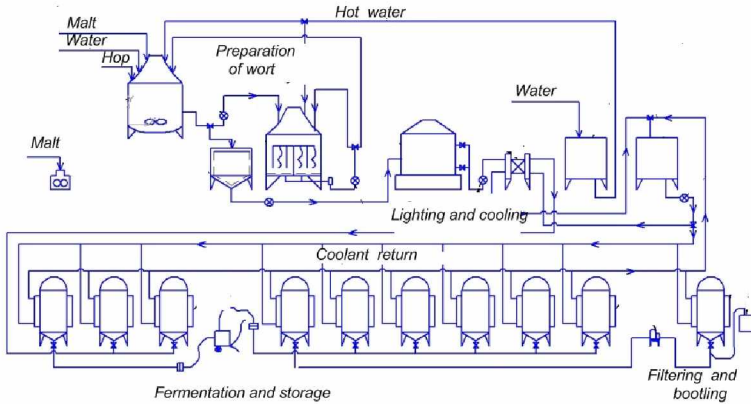 Hot water
Malt
Water
Hop
Preparation
of wort
Water
Malt
Lighting and cooling
Coolant return
Fermentation and storage
Filtering and
bootling